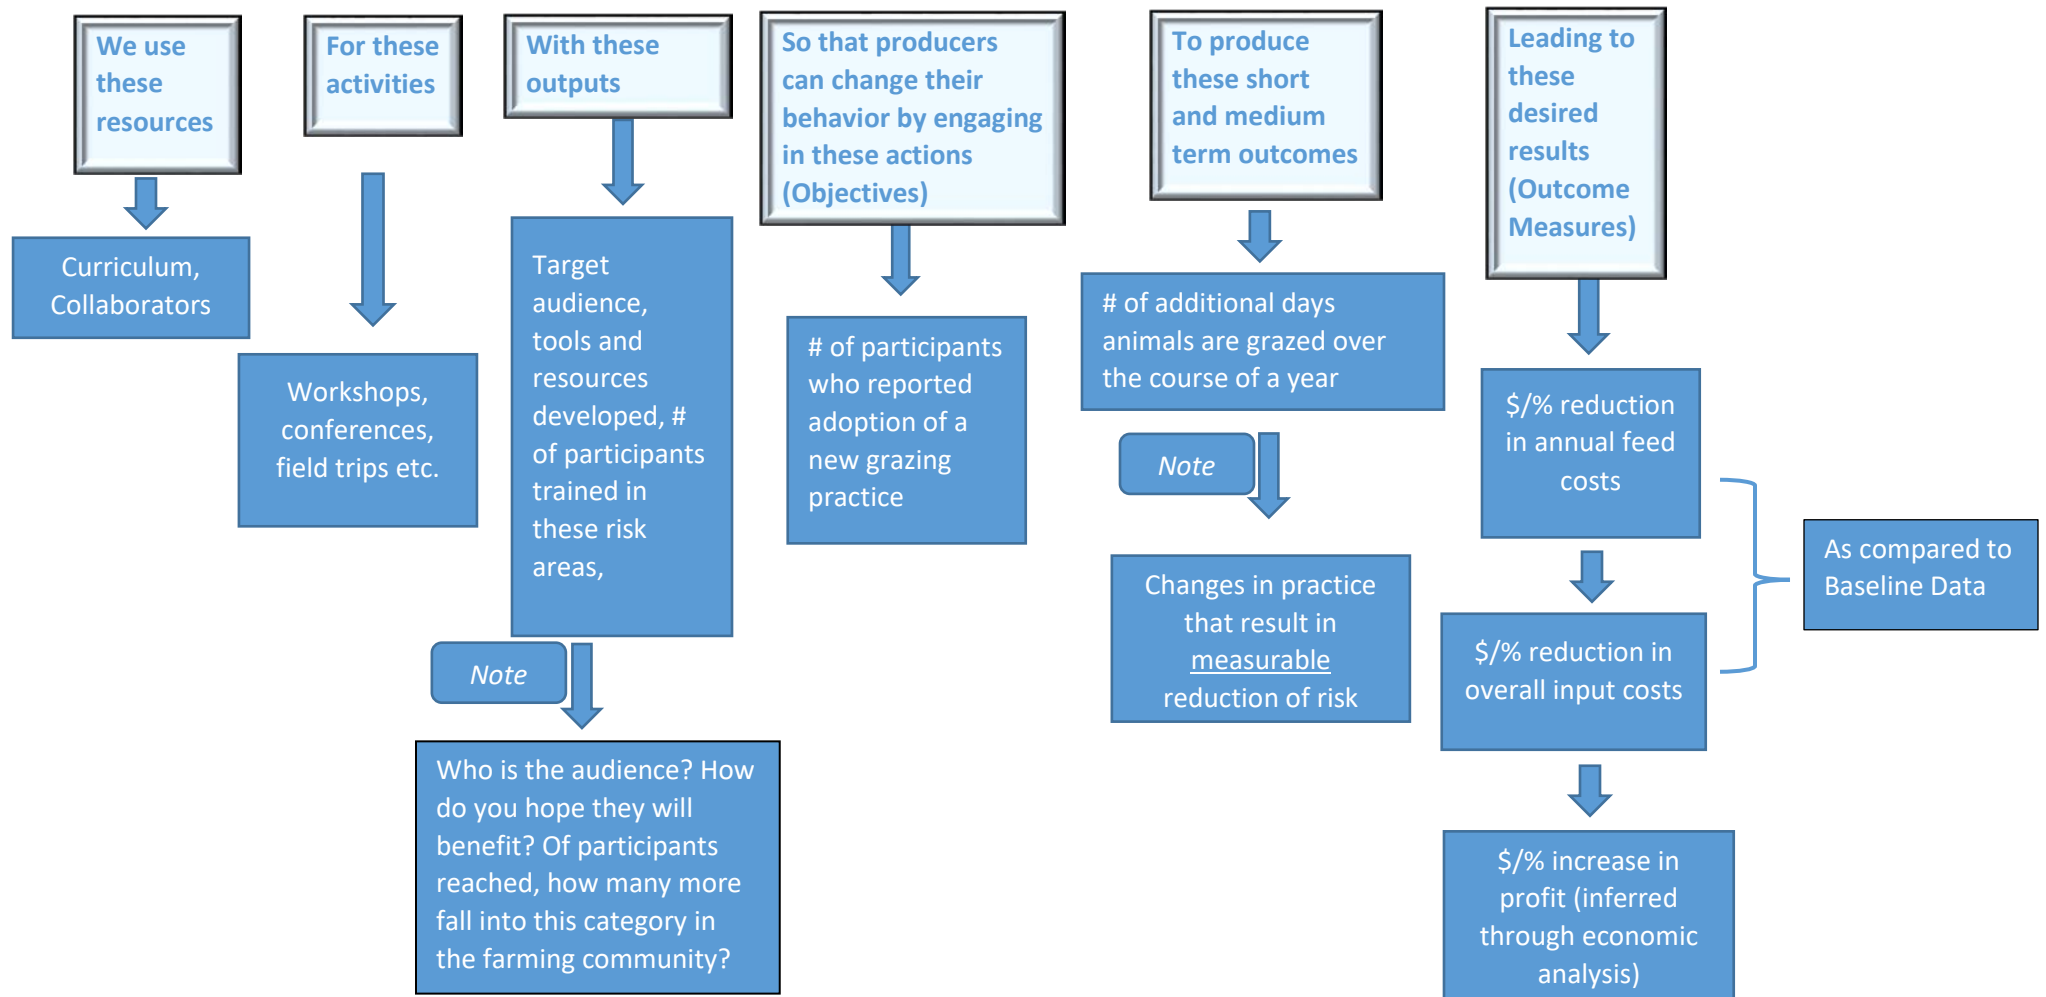 We use
these
resources
Curriculum,
Collaborators
For these
activities
Workshops,
conferences,
field trips etc.
With these
outputs
Target
audience,
tools and
resources
developed, #
of participants
trained in
these risk
areas,
Note
Who is the audience? How
do you hope they will
benefit? Of participants
reached, how many more
fall into this category in
the farming community?
So that producers
can change their
behavior by engaging
in these actions
(Objectives)
# of participants
who reported
adoption of a
new grazing
practice
To produce
these short
and medium
term outcomes
# of additional days
animals are grazed over
the course of a year
Note
Changes in practice
that result in
measurable
reduction of risk
Leading to
these
desired
results
(Outcome
Measures)
$/% reduction
in annual feed
costs
$/% reduction in
overall input costs
$/% increase in
profit (inferred
through economic
analysis)
As compared to
Baseline Data